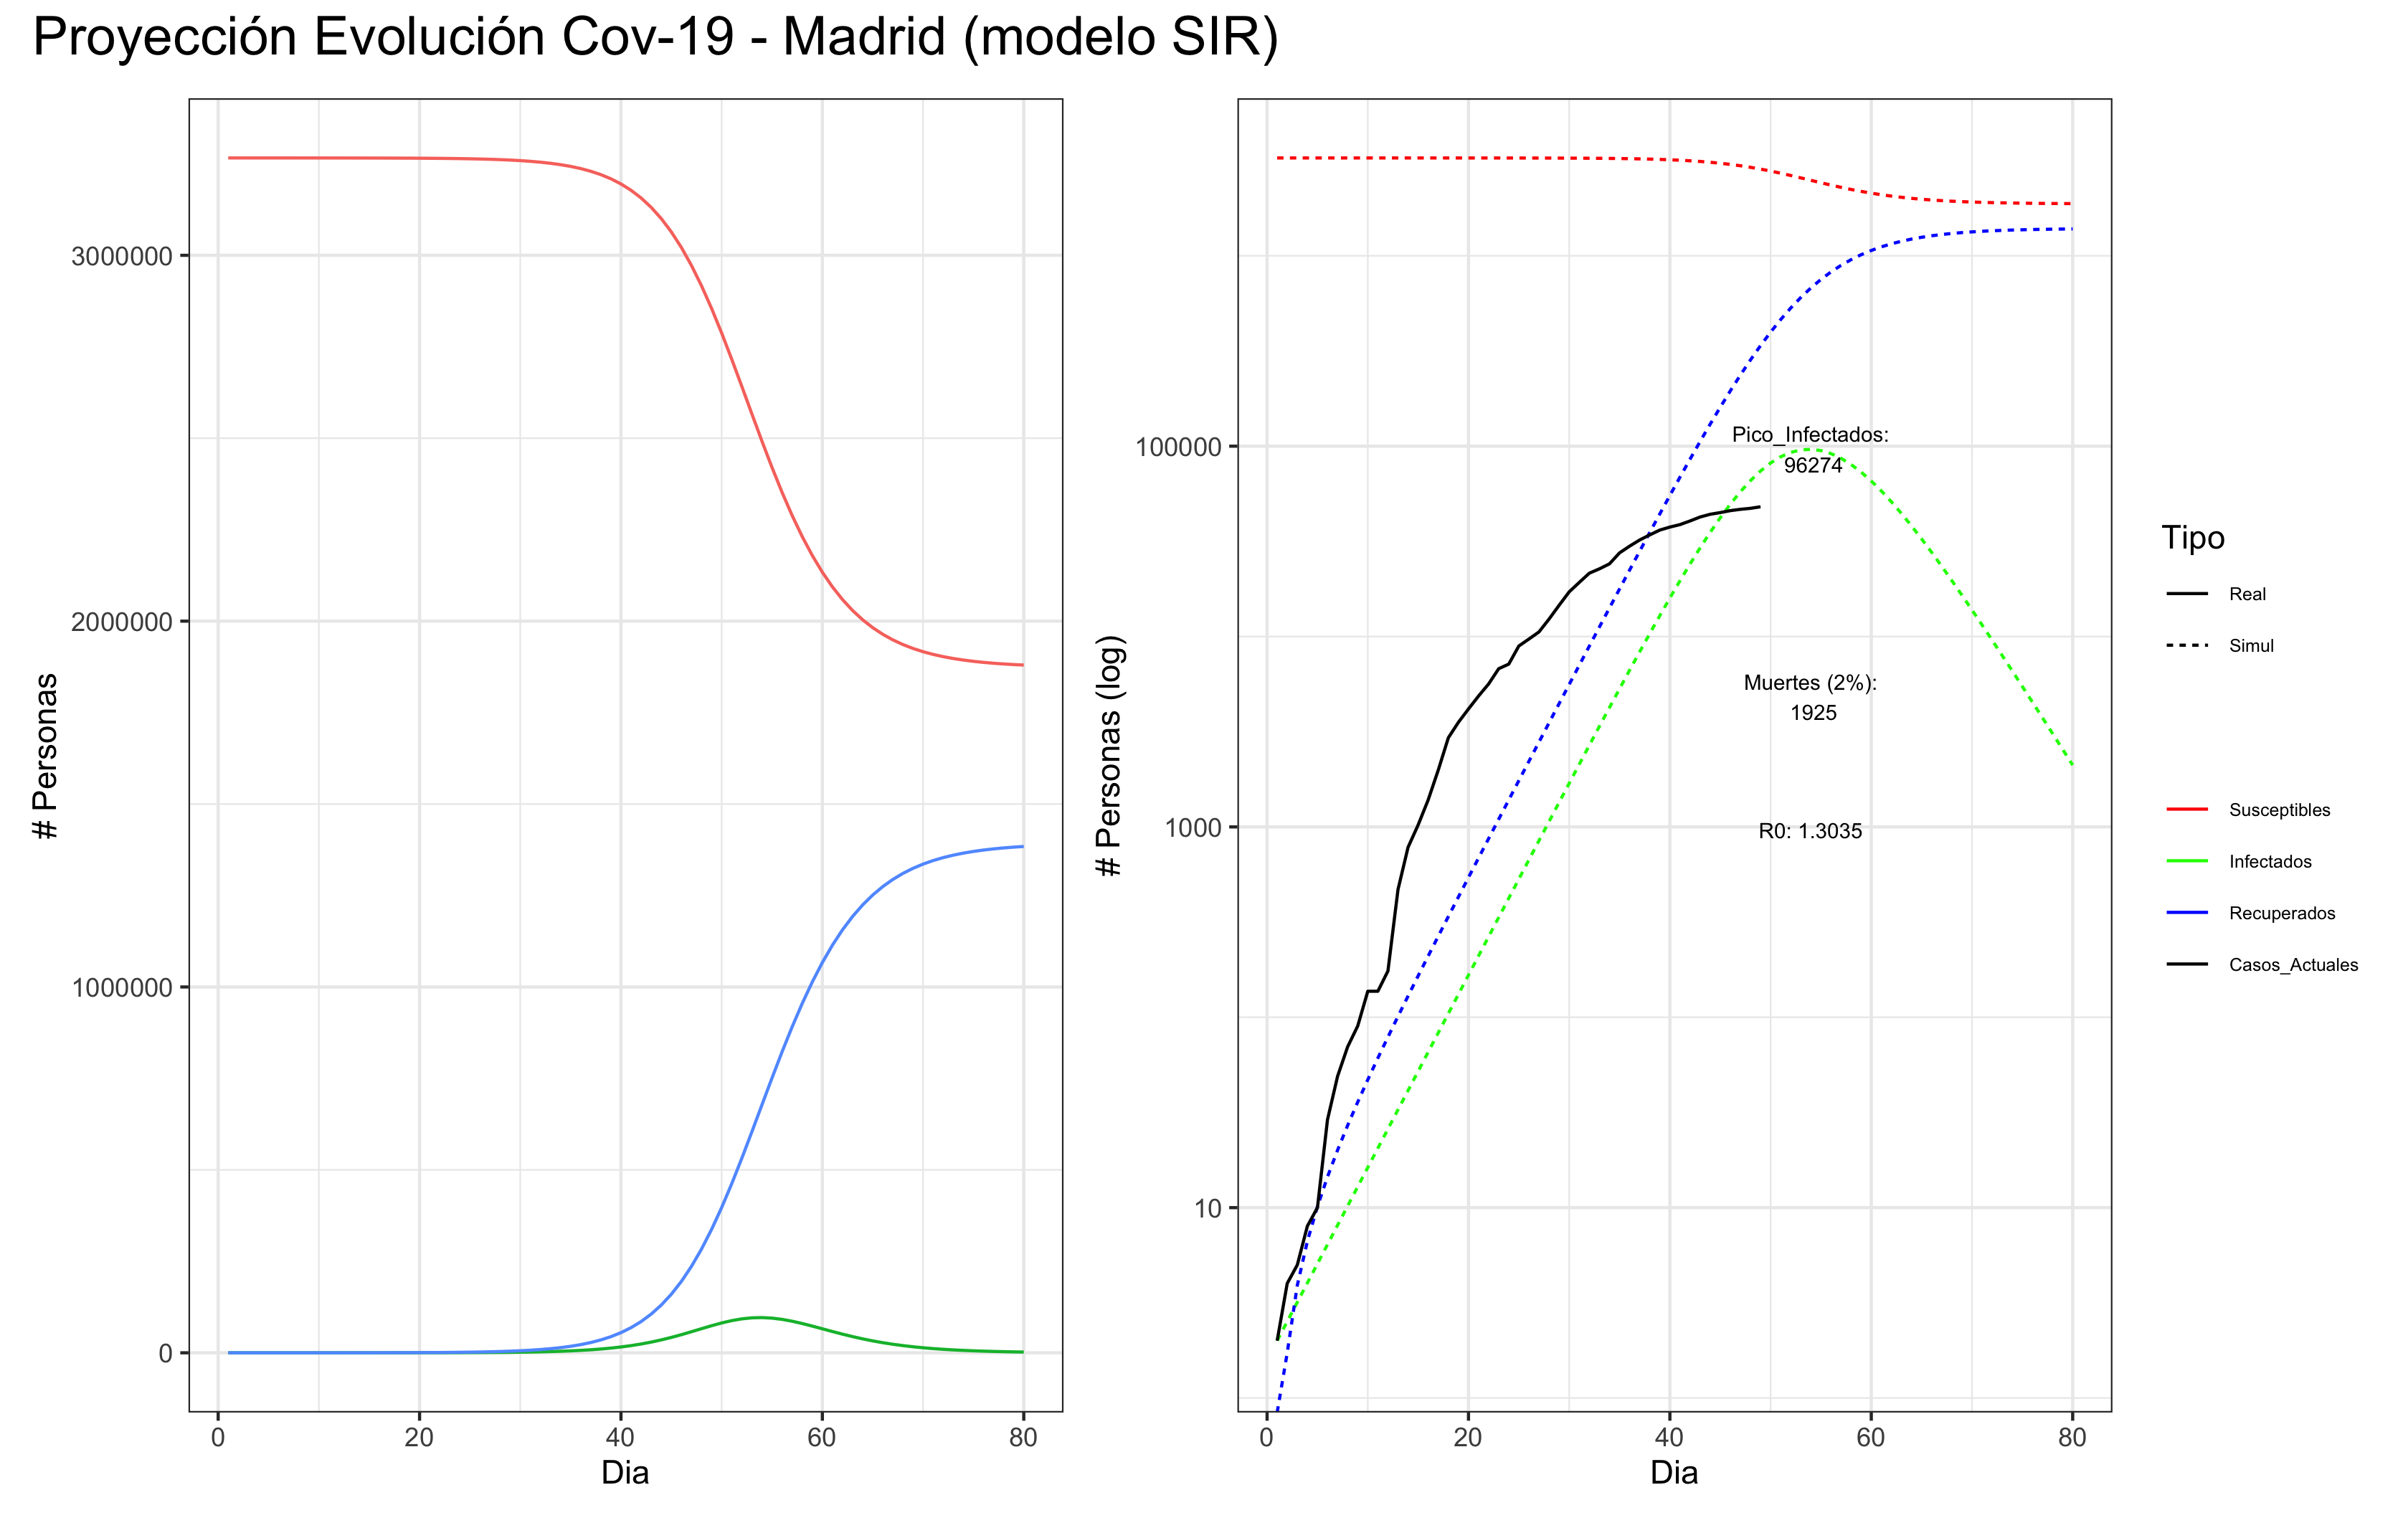 Proyección Evolución Cov-19 - Madrid (modelo SIR)
# Personas
3000000
2000000
1000000
0
0 20 40 60 80
Dia
# Personas (log)
100000
1000
10
Pico_Infectados:
96274
Muertes (2%):
1925
R0: 1.3035
0 20 40 60 80
Dia
Tipo
Real
Simul
Susceptibles
Infectados
Recuperados
Casos_Actuales